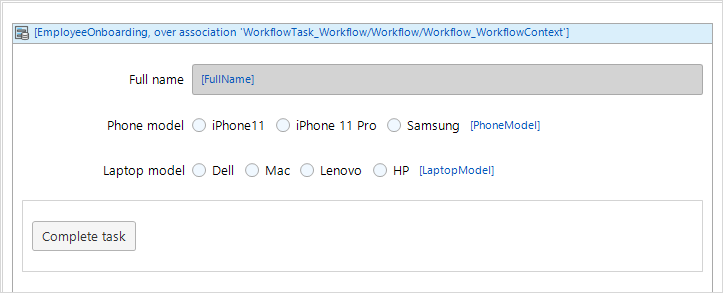 [EmployeeOnboarding, over association 'WorkflowTask_Workflow/Workflow/Workflow_WorkflowContext']
Full name [FullName]
Phone model iPhone11 iPhone 11 Pro Samsung [PhoneModel]
Laptop model Dell Mac Lenovo HP [LaptopModel]
Complete task